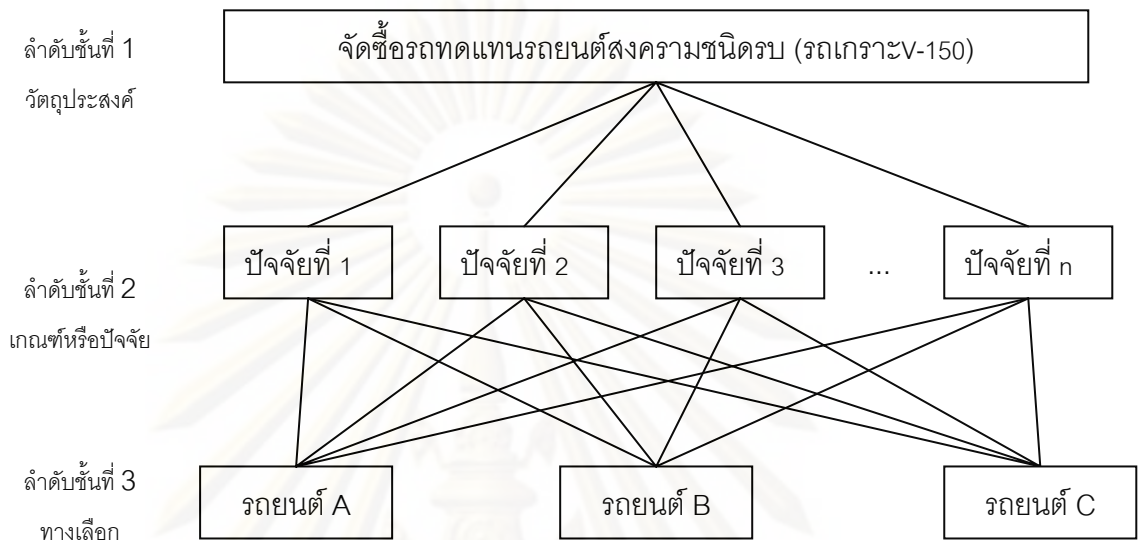 ลำดับชั้นที่ 1
วัตถุประสงค์
จัดซื้อรถทดแทนรถยนต์สงครามชนิดรบ (รถเกราะV-150)
ลำดับชั้นที่ 2
เกณฑ์หรือปัจจัย
ปัจจัยที่ 1
ปัจจัยที่ 2
ปัจจัยที่ 3
...
ปัจจัยที่ n
ลำดับชั้นที่ 3
ทางเลือก
รถยนต์ A
รถยนต์ B
รถยนต์ C